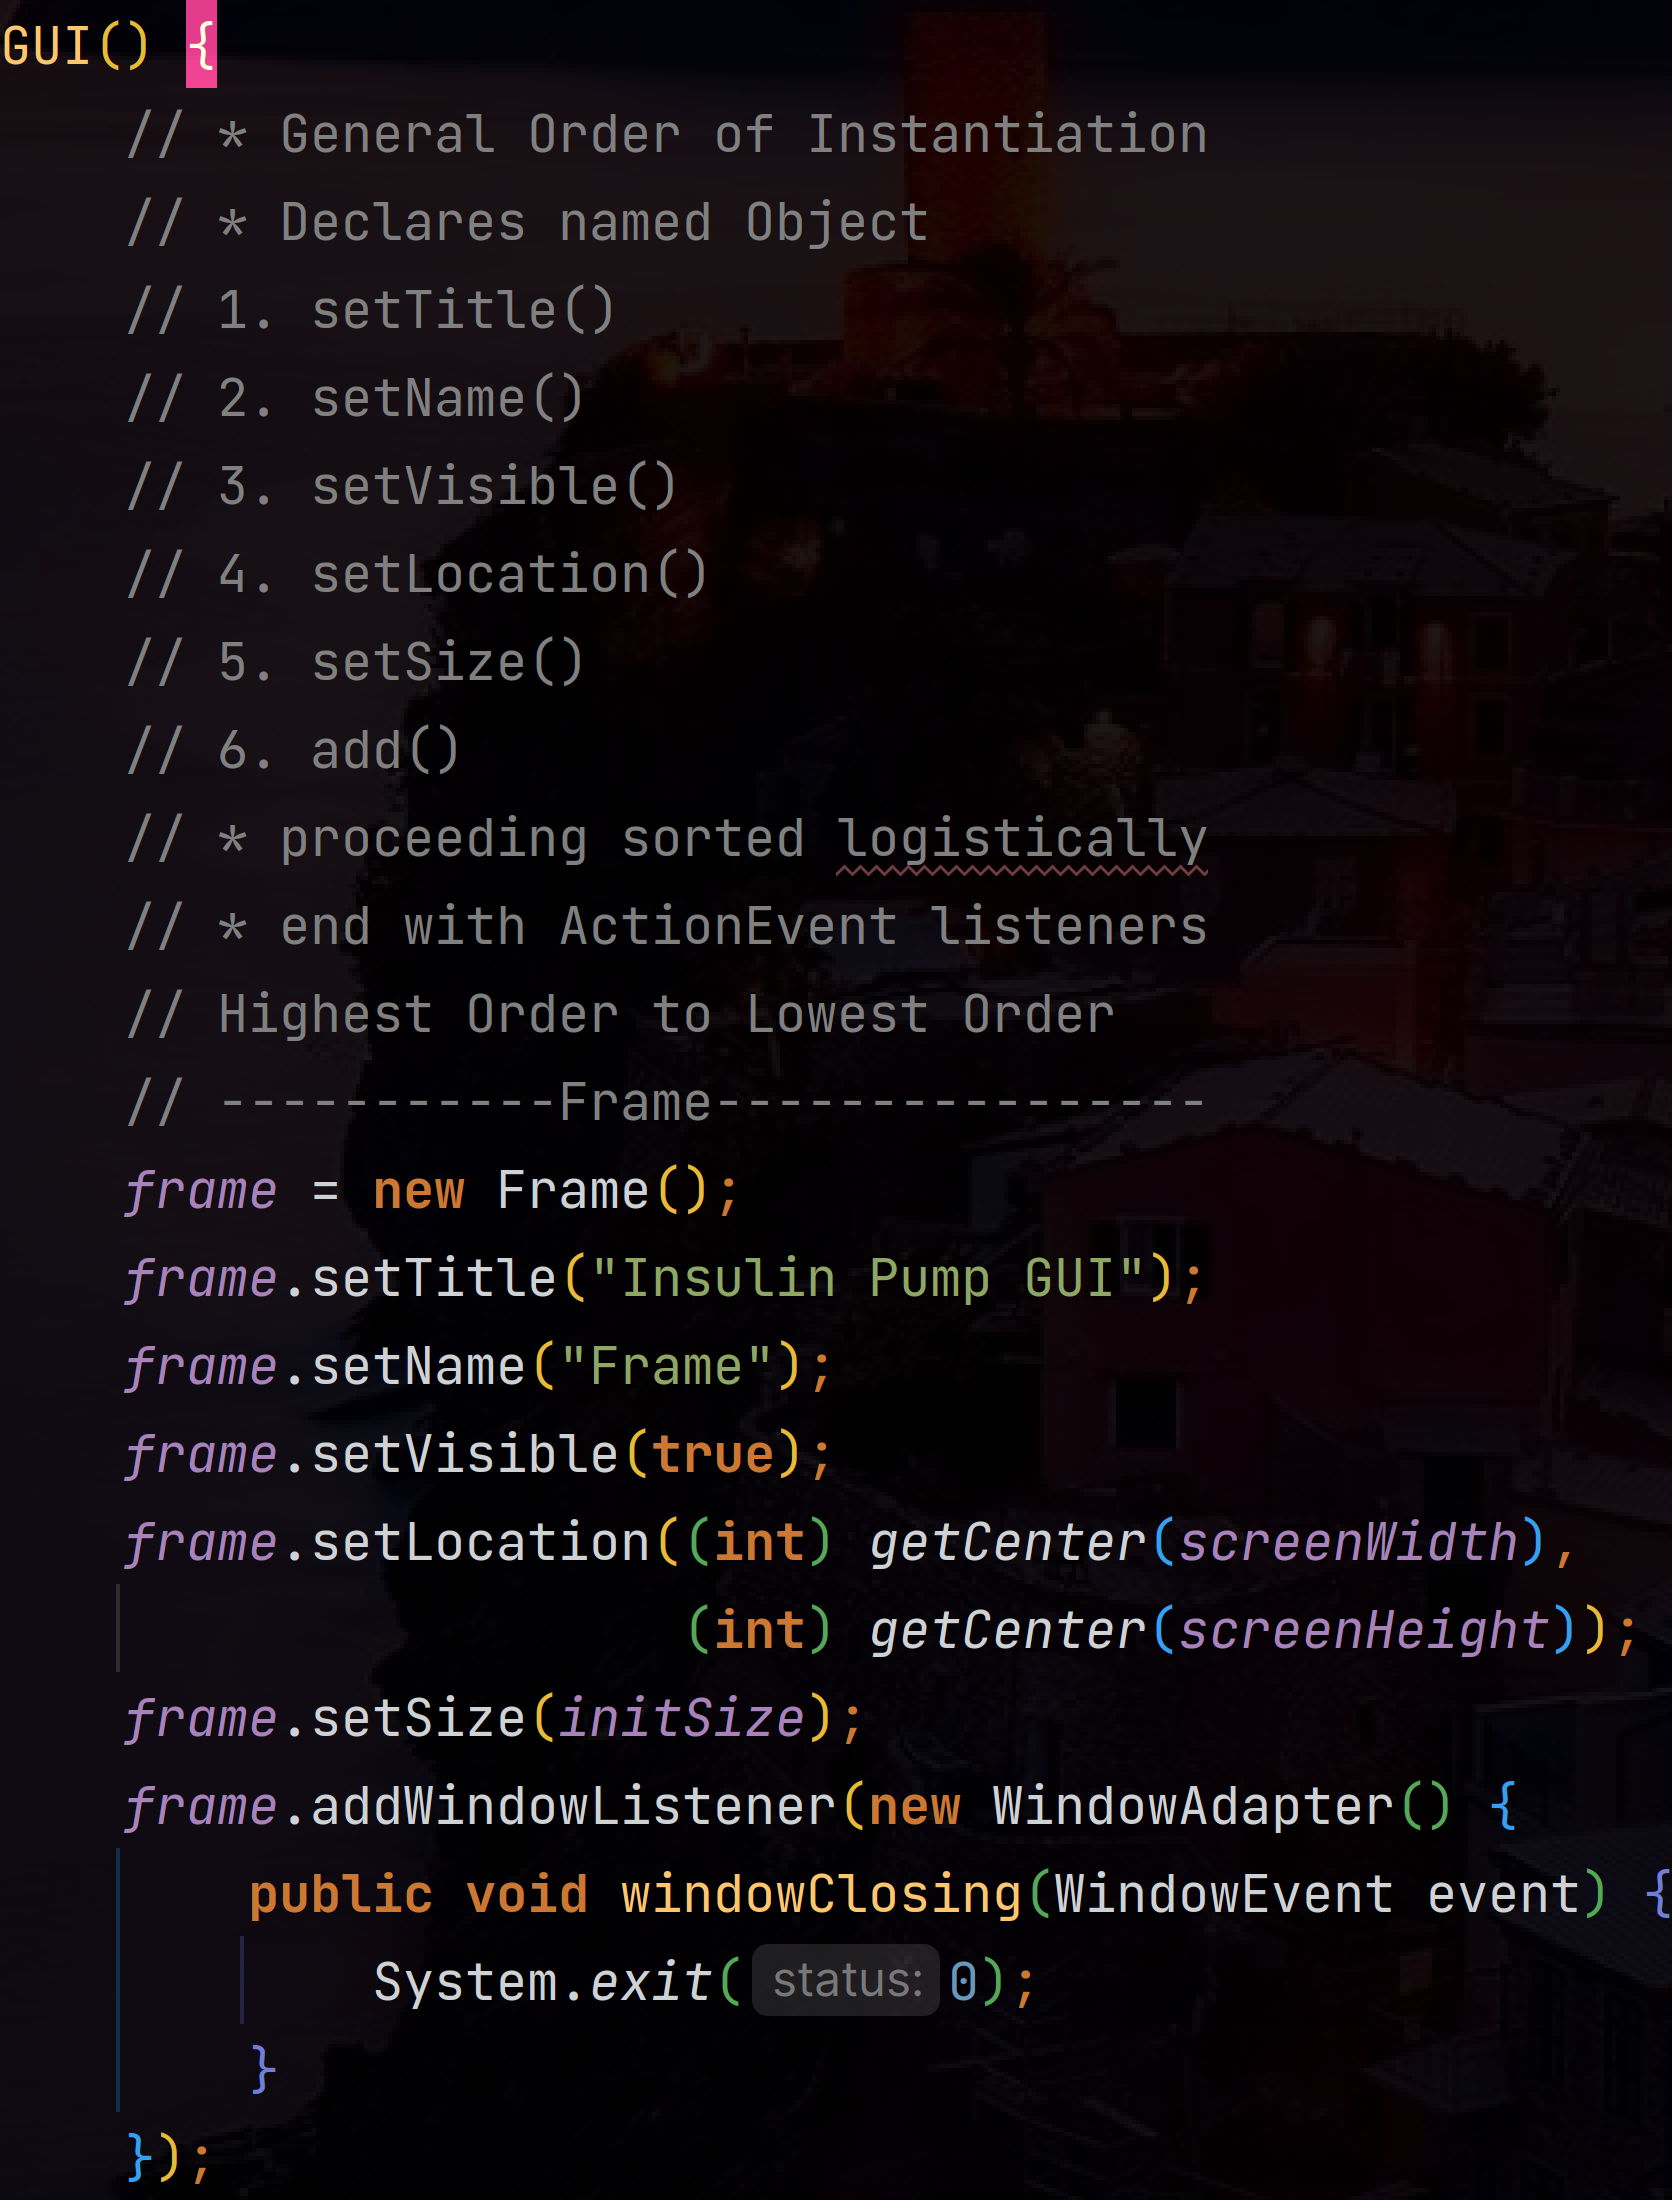 GUI() {
// * General Order of Instantiation
// * Declares named Object
// 1. setTitle()
// 2. setName()
// 3. setVisible()
// 4. setLocation()
// 5. setSize()
// 6. add()
// * proceeding sorted logistically
// * end with ActionEvent listeners
// Highest Order to Lowest Order
// -----------Frame----------------
frame = new Frame();
frame.setTitle("Insulin Pump GUI");
frame.setName("Frame");
frame.setVisible(true);
frame.setLocation((int) getCenter(screenWidth),
(int) getCenter(screenHeight));
frame.setSize(initSize);
frame.addWindowListener(new WindowAdapter() {
public void windowClosing(WindowEvent event) {
System.exit( status: 0);
}
});